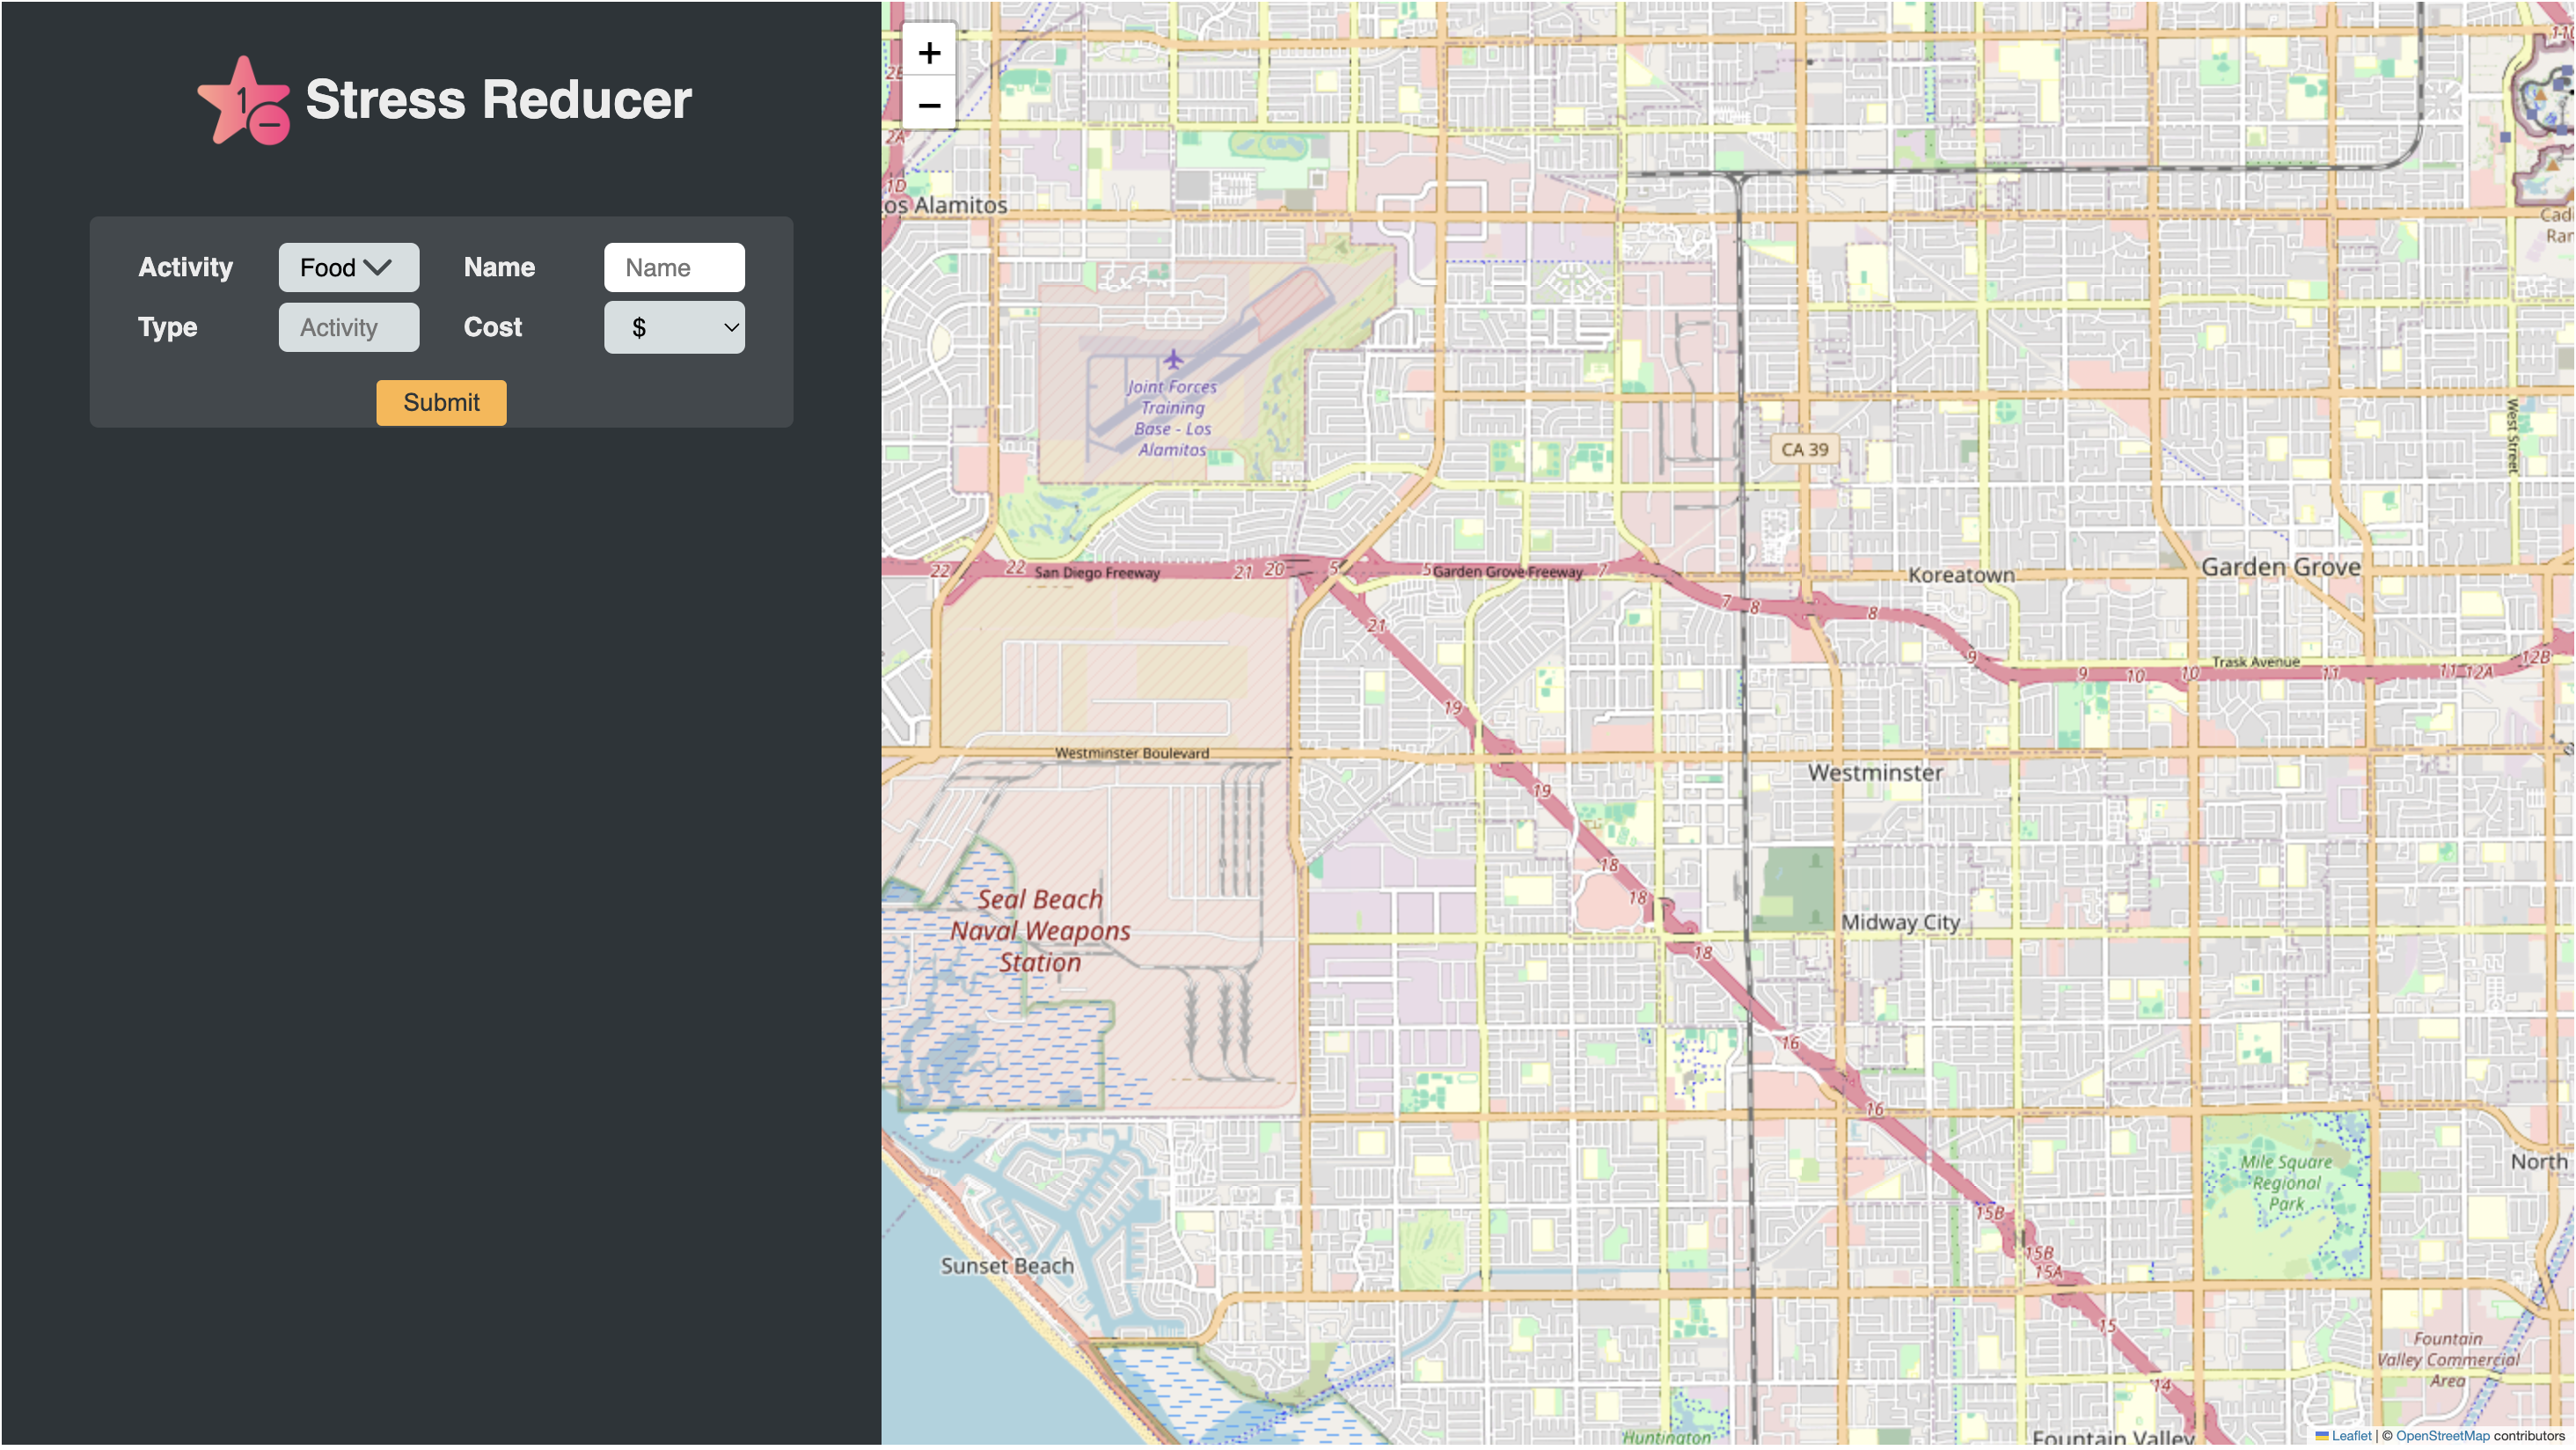 1
Stress Reducer
Activity
Food
Name
Name
Type
Activity
Cost
$
Submit
+
−
2A
1D
os Alamitos
Joint Forces
Training
Base - Los
Alamitos
CA 39
West Street
22
22
San Diego Freeway
21
20
5
5
Garden Grove Freeway
7
7
8
8
Koreatown
Garden Grove
21
9
9
10
10
Trask Avenue
11
11
12A
12B
19
Westminster Boulevard
Westminster
19
18
18
Seal Beach
Naval Weapons
Station
Midway City
18
16
16
Mile Square
Regional
Park
North
15B
15B
15A
Sunset Beach
15
Fountain
Valley Commercial
Area
14
Huntington
Fountain Valley
Leaflet | © OpenStreetMap contributors